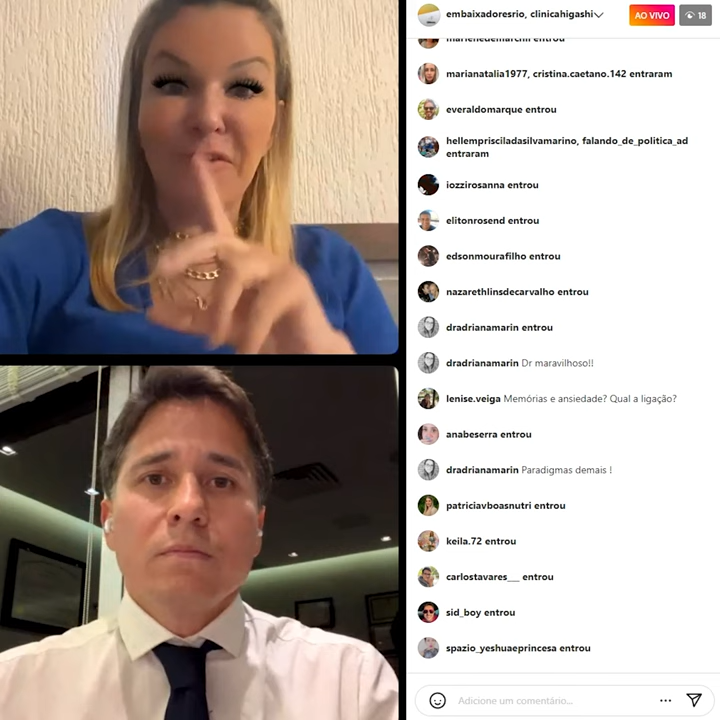 embaixadoresrio, clinicahigashi
AO VIVO
18
marienedemarchii entrou
marianatalia1977, cristina.caetano.142 entraram
everaldomarque entrou
hellemprisciladasilvamarino, falando_de_politica_ad
entraram
iozzirosanna entrou
elitonrosend entrou
edsonmourafilho entrou
nazarethlinsdecarvalho entrou
dradrianamarin entrou
dradrianamarin Dr maravilhoso!!
lenise.veiga Memórias e ansiedade? Qual a ligação?
anabeserra entrou
dradrianamarin Paradigmas demais !
patriciavboasnutri entrou
keila.72 entrou
carlostavares___ entrou
sid_boy entrou
spazio_yeshuaeprincesa entrou
Adicione um comentário...